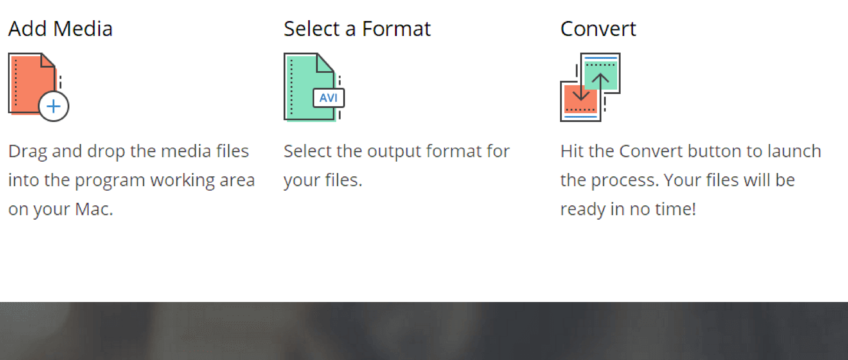 Add Media
Drag and drop the media files
into the program working area
on your Mac.
Select a Format
AVI
Select the output format for
your files.
Convert
Hit the Convert button to launch
the process. Your files will be
ready in no time!